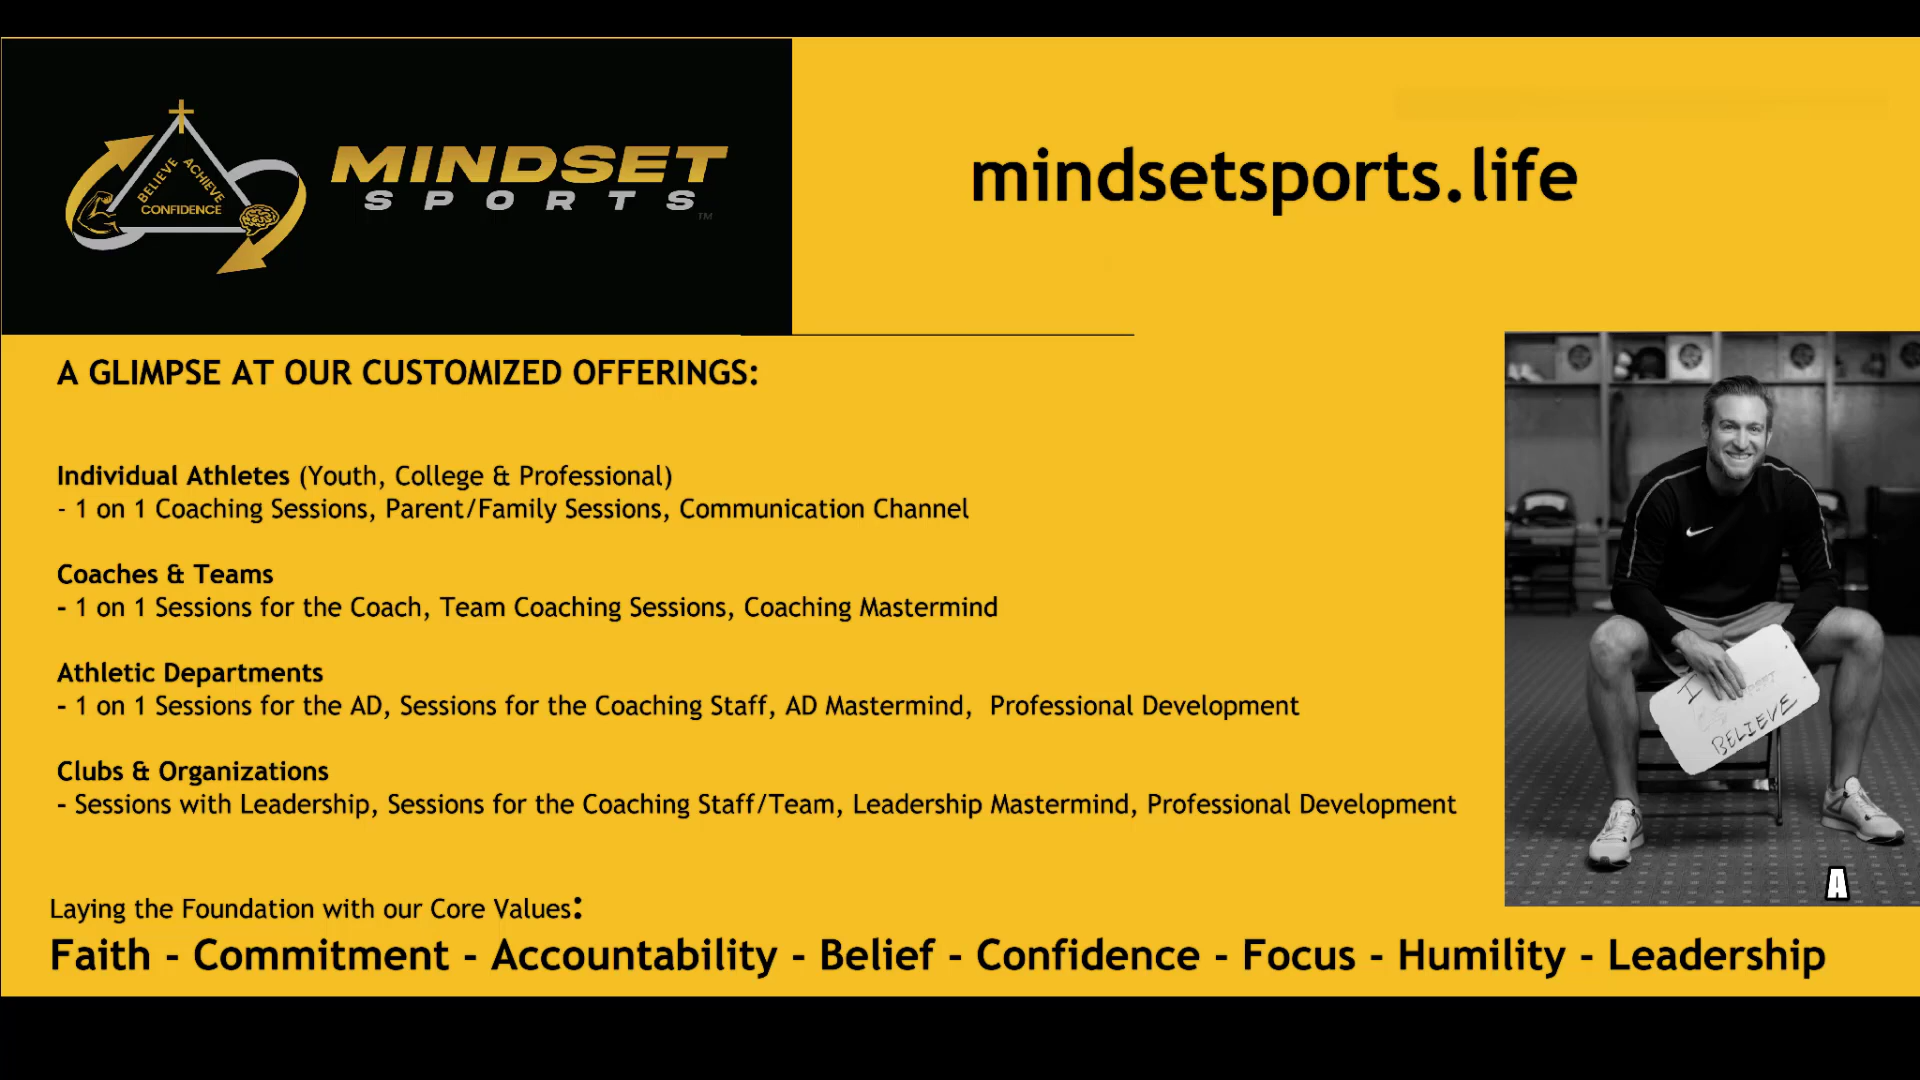 BELIEVE
ACHIEVE
CONFIDENCE
MINDSET
SPORTS™
mindsetsports.life
A GLIMPSE AT OUR CUSTOMIZED OFFERINGS:
Individual Athletes (Youth, College & Professional)
- 1 on 1 Coaching Sessions, Parent/Family Sessions, Communication Channel
Coaches & Teams
- 1 on 1 Sessions for the Coach, Team Coaching Sessions, Coaching Mastermind
Athletic Departments
- 1 on 1 Sessions for the AD, Sessions for the Coaching Staff, AD Mastermind, Professional Development
Clubs & Organizations
- Sessions with Leadership, Sessions for the Coaching Staff/Team, Leadership Mastermind, Professional Development
I
BELIEVE
A
Laying the Foundation with our Core Values:
Faith - Commitment - Accountability - Belief - Confidence - Focus - Humility - Leadership